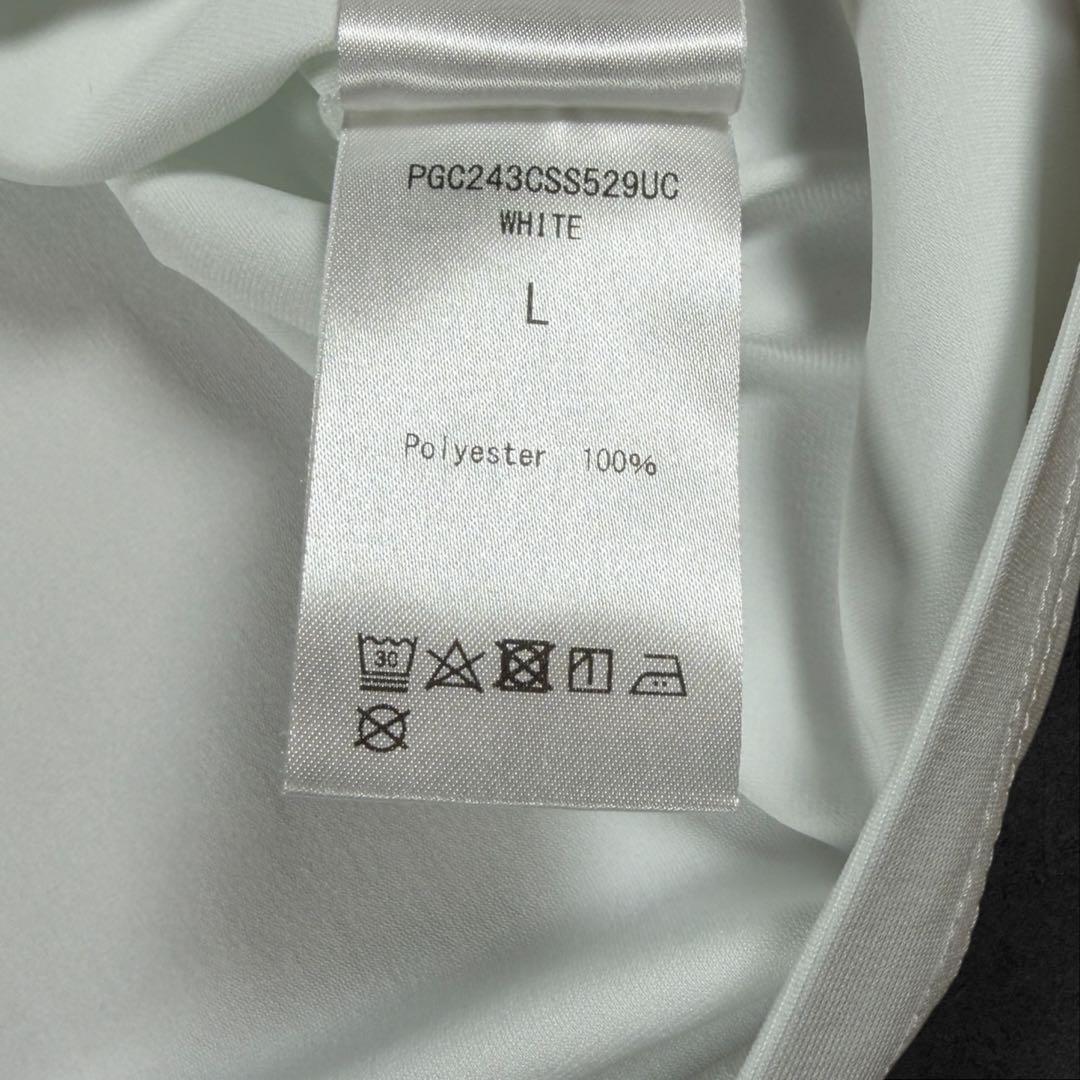 PGC243CSS529UC
WHITE
L
Polyester 100%
30